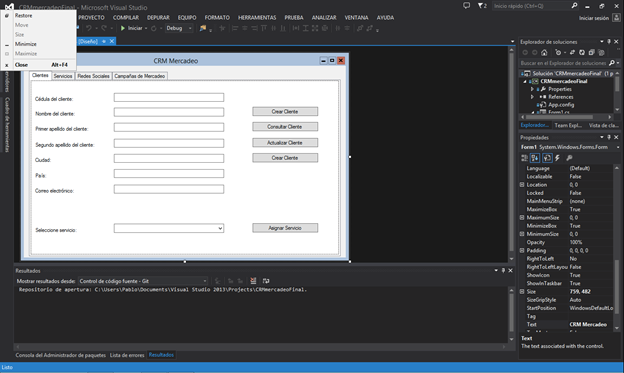 CRMmercadeoFinal - Microsoft Visual Studio
Inicio rápido (Ctrl+Q)
PROYECTO COMPILAR DEPURAR EQUIPO FORMATO HERRAMIENTAS PRUEBA ANALIZAR VENTANA AYUDA
Iniciar sesión
Restore
Move
Size
Minimize
Maximize
Close Alt+F4
Iniciar
Debug
[Diseño]
Cuadro de herramientas
CRM Mercadeo
Clientes Servicios Redes Sociales Campañas de Mercadeo
Cédula del cliente:
Nombre del cliente: Crear Cliente
Primer apellido del cliente: Consultar Cliente
Segundo apellido del cliente: Actualizar Cliente
Ciudad: Crear Cliente
País:
Correo electrónico:
Seleccione servicio: Asignar Servicio
Explorador de soluciones
Buscar en el Explorador de soluciones
Solución 'CRMmercadeoFinal' (1 p
CRMmercadeoFinal
Properties
References
App.config
Form1.cs
Explorador... Team Expl... Vista de cla...
Propiedades
Form1 System.Windows.Forms.Form
Language (Default)
Localizable False
Location 0, 0
Locked False
MainMenuStrip (none)
MaximizeBox True
MaximumSize 0, 0
MinimizeBox True
MinimumSize 0, 0
Opacity 100%
Padding 0, 0, 0, 0
RightToLeft No
RightToLeftLayou False
ShowIcon True
ShowInTaskbar True
Size 759, 482
SizeGripStyle Auto
StartPosition WindowsDefaultLo
Tag
Text CRM Mercadeo
Text
The text associated with the control.
Resultados
Mostrar resultados desde: Control de código fuente - Git
Repositorio de apertura: C:\Users\Pablo\Documents\Visual Studio 2013\Projects\CRMmercadeoFinal.
Consola del Administrador de paquetes Lista de errores Resultados
Listo